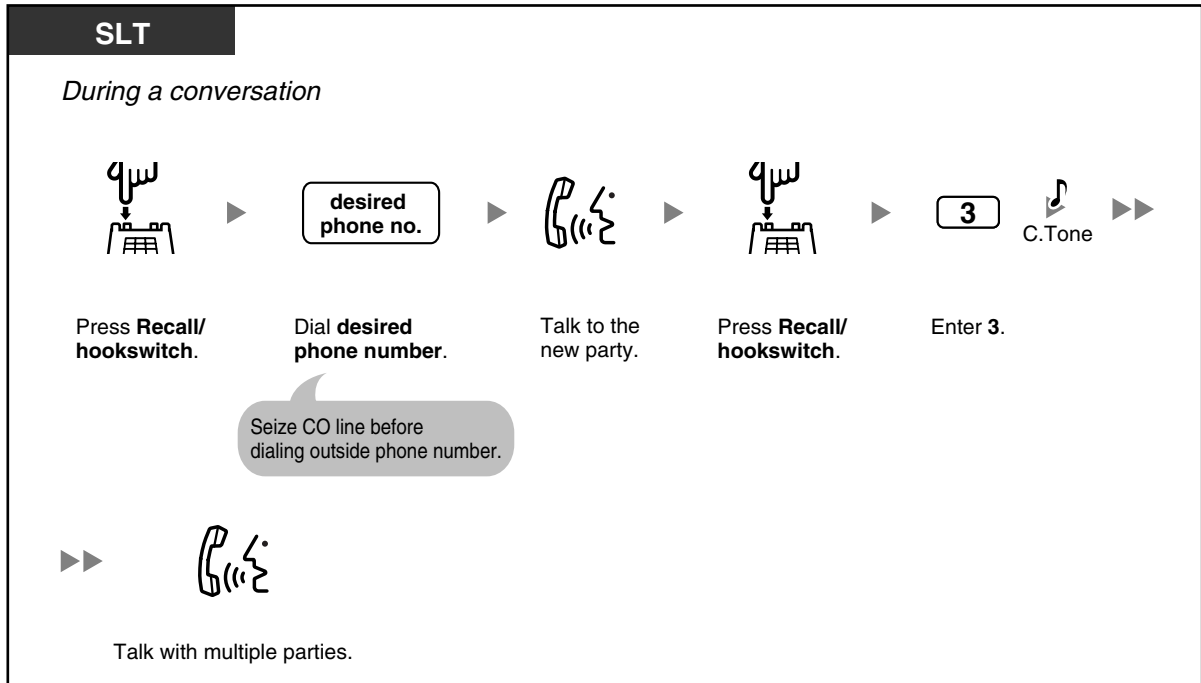 SLT
During a conversation
desired
phone no.
3
C.Tone
Press Recall/
hookswitch.
Dial desired
phone number.
Talk to the
new party.
Press Recall/
hookswitch.
Enter 3.
Seize CO line before
dialing outside phone number.
Talk with multiple parties.